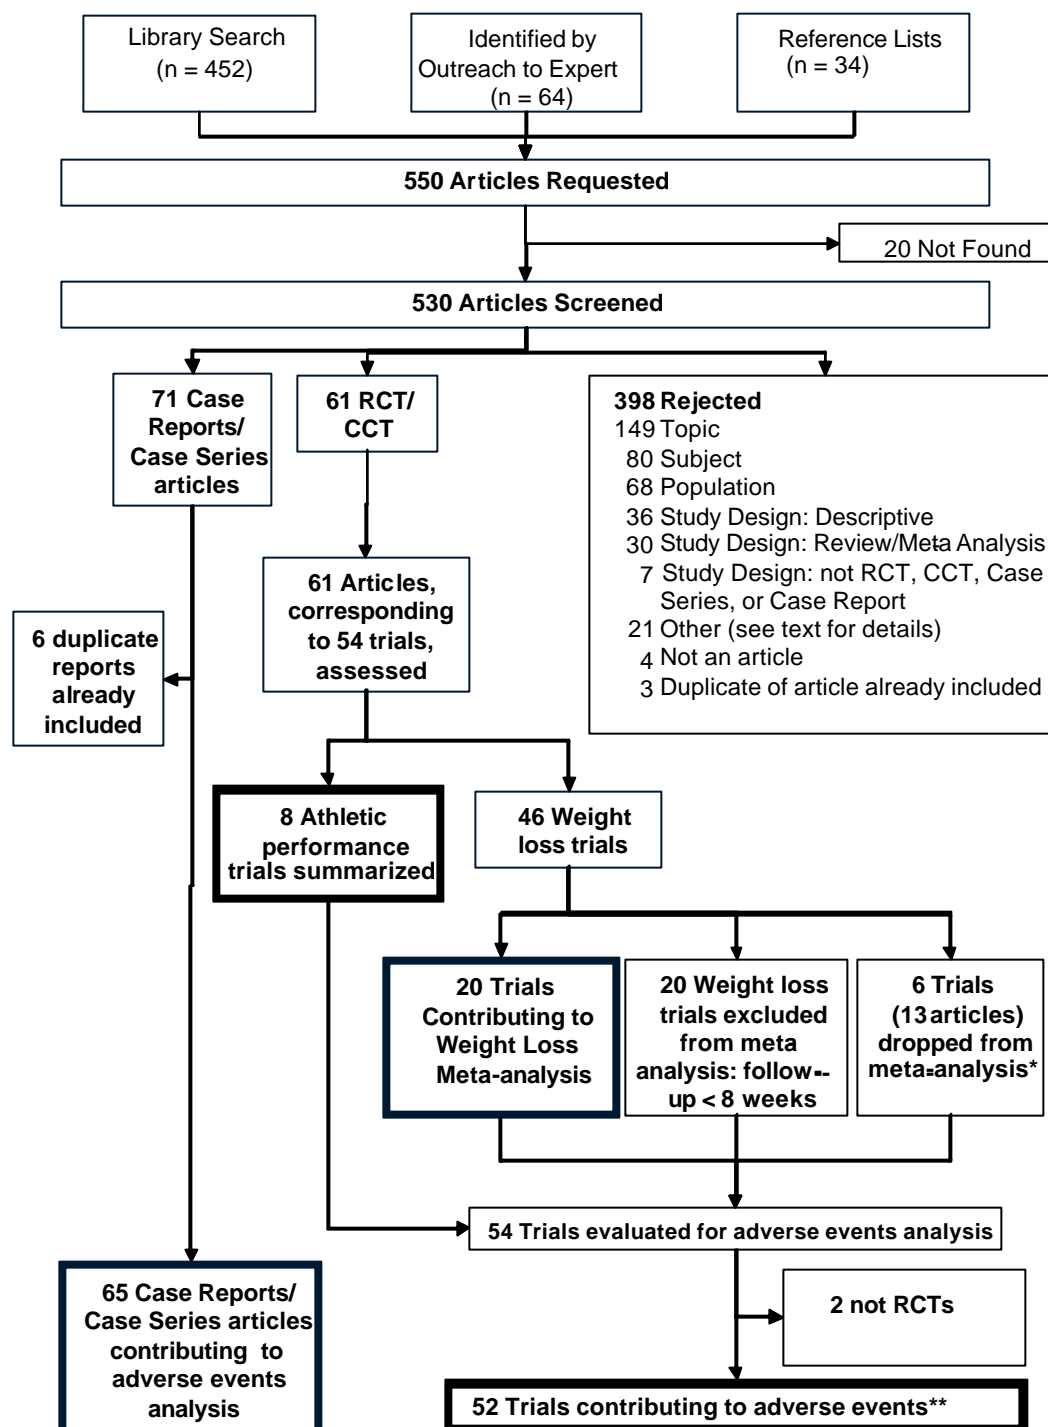 Library Search
(n = 452)
Identified by
Outreach to Expert
(n = 64)
Reference Lists
(n = 34)
550 Articles Requested
20 Not Found
530 Articles Screened
71 Case
Reports/
Case Series
articles
61 RCT/
CCT
398 Rejected
149 Topic
80 Subject
68 Population
36 Study Design: Descriptive
30 Study Design: Review/Meta-Analysis
7 Study Design: not RCT, CCT, Case
Series, or Case Report
21 Other (see text for details)
4 Not an article
3 Duplicate of article already included
61 Articles,
corresponding
to 54 trials,
assessed
6 duplicate
reports
already
included
8 Athletic
performance
trials summarized
46 Weight
loss trials
20 Trials
Contributing to
Weight Loss
Meta-analysis
20 Weight loss
trials excluded
from meta
analysis: follow--
up < 8 weeks
6 Trials
(13 articles)
dropped from
meta-analysis*
54 Trials evaluated for adverse events analysis
2 not RCTs
65 Case Reports/
Case Series articles
contributing to
adverse events
analysis
52 Trials contributing to adverse events**